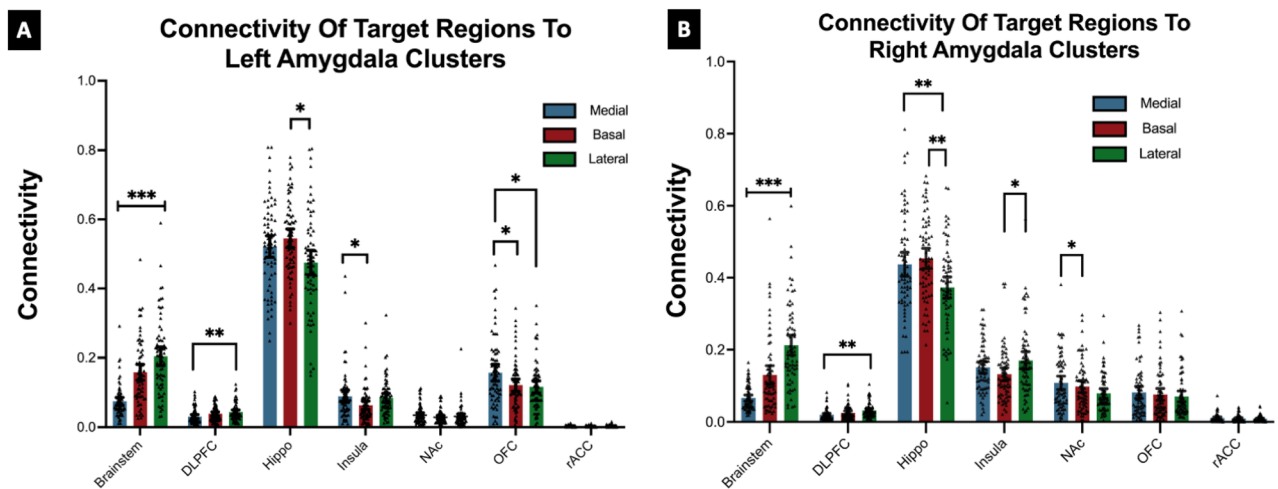 A
Connectivity Of Target Regions To
Left Amygdala Clusters
Connectivity
1.0
0.8
0.6
0.4
0.2
0.0
***
**
*
*
*
*
Medial
Basal
Lateral
Brainstem
DLPFC
Hippo
Insula
NAc
OFC
rACC
B
Connectivity Of Target Regions To
Right Amygdala Clusters
Connectivity
1.0
0.8
0.6
0.4
0.2
0.0
***
**
**
**
*
*
Medial
Basal
Lateral
Brainstem
DLPFC
Hippo
Insula
NAc
OFC
rACC